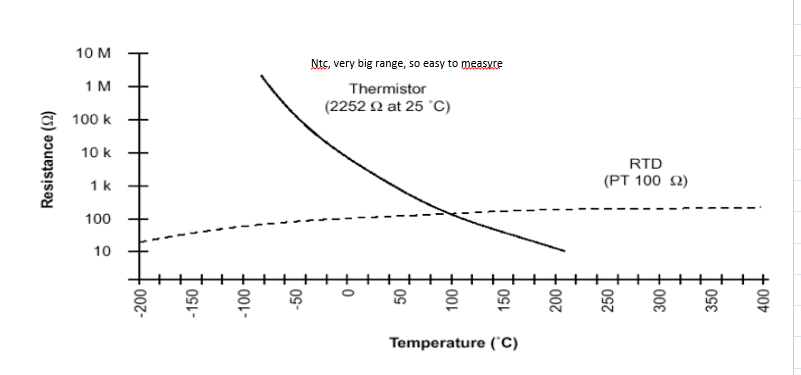 10 M
Ntc, very big range, so easy to measyre
1 M
Thermistor
(2252 Ω at 25 °C)
100 k
10 k
RTD
(PT 100 Ω)
1 k
100
10
Resistance (Ω)
-200 -150 -100 -50 0 50 100 150 200 250 300 350 400
Temperature (°C)